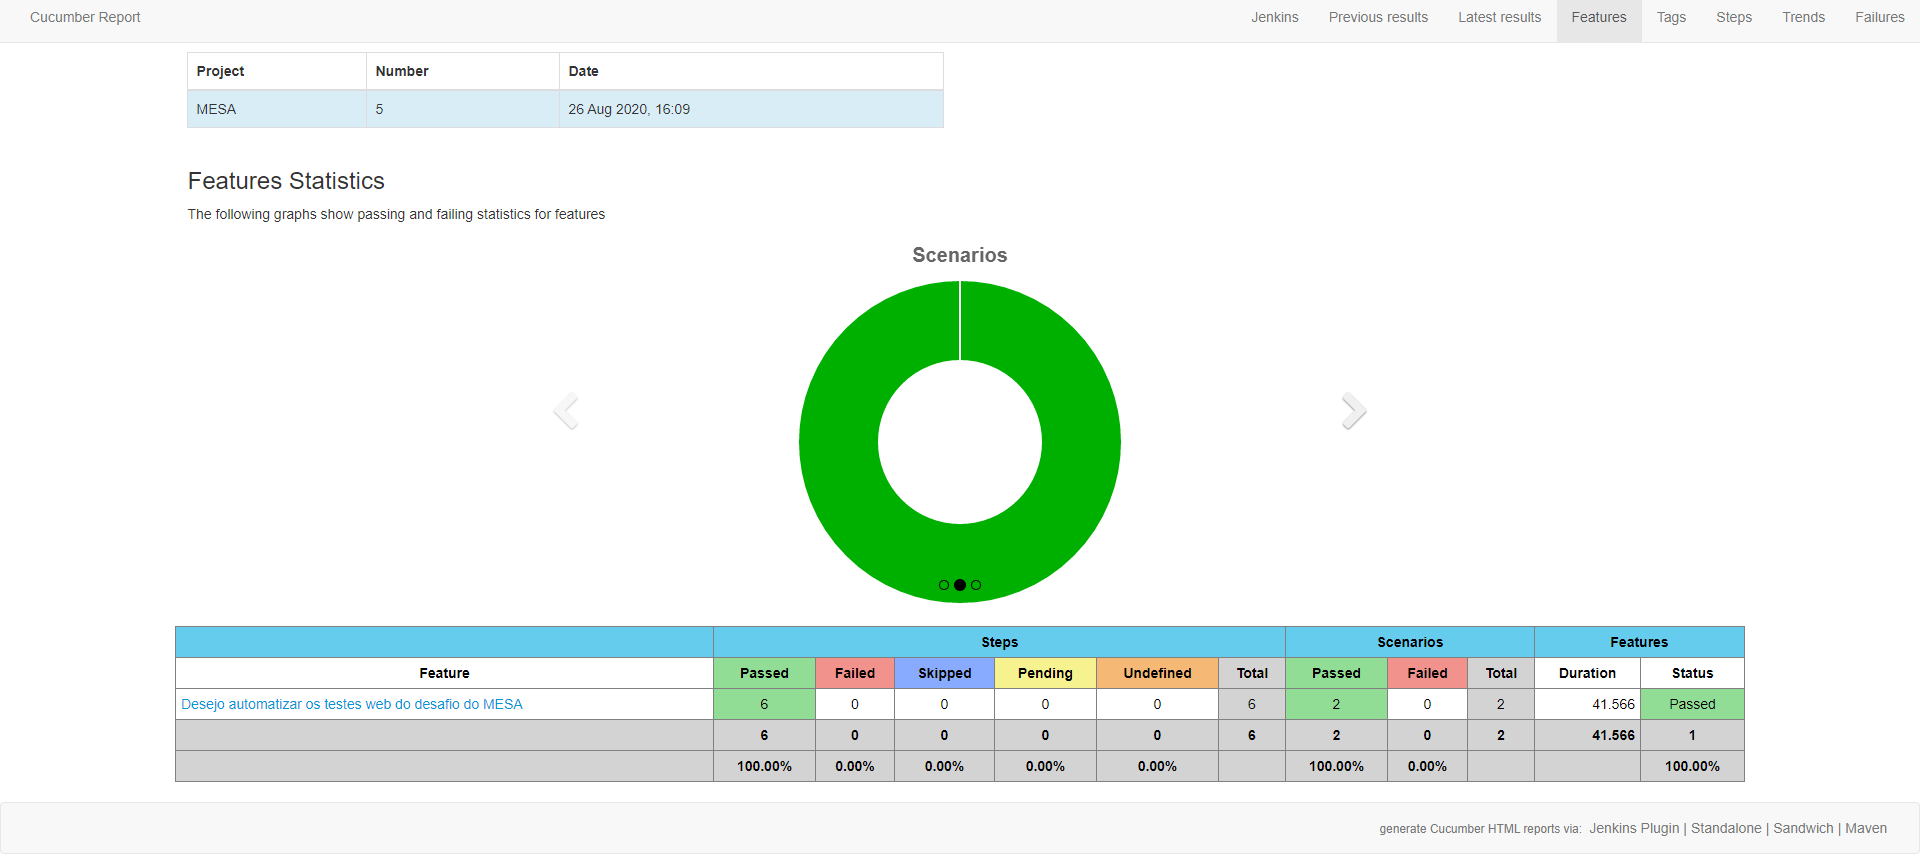 Cucumber Report Jenkins Previous results Latest results Features Tags Steps Trends Failures
Project Number Date
MESA 5 26 Aug 2020, 16:09
Features Statistics
The following graphs show passing and failing statistics for features
Scenarios
Steps Scenarios Features
Feature Passed Failed Skipped Pending Undefined Total Passed Failed Total Duration Status
Desejo automatizar os testes web do desafio do MESA 6 0 0 0 0 6 2 0 2 41.566 Passed
6 0 0 0 0 6 2 0 2 41.566 1
100.00% 0.00% 0.00% 0.00% 0.00% 100.00% 0.00% 100.00%
generate Cucumber HTML reports via: Jenkins Plugin | Standalone | Sandwich | Maven